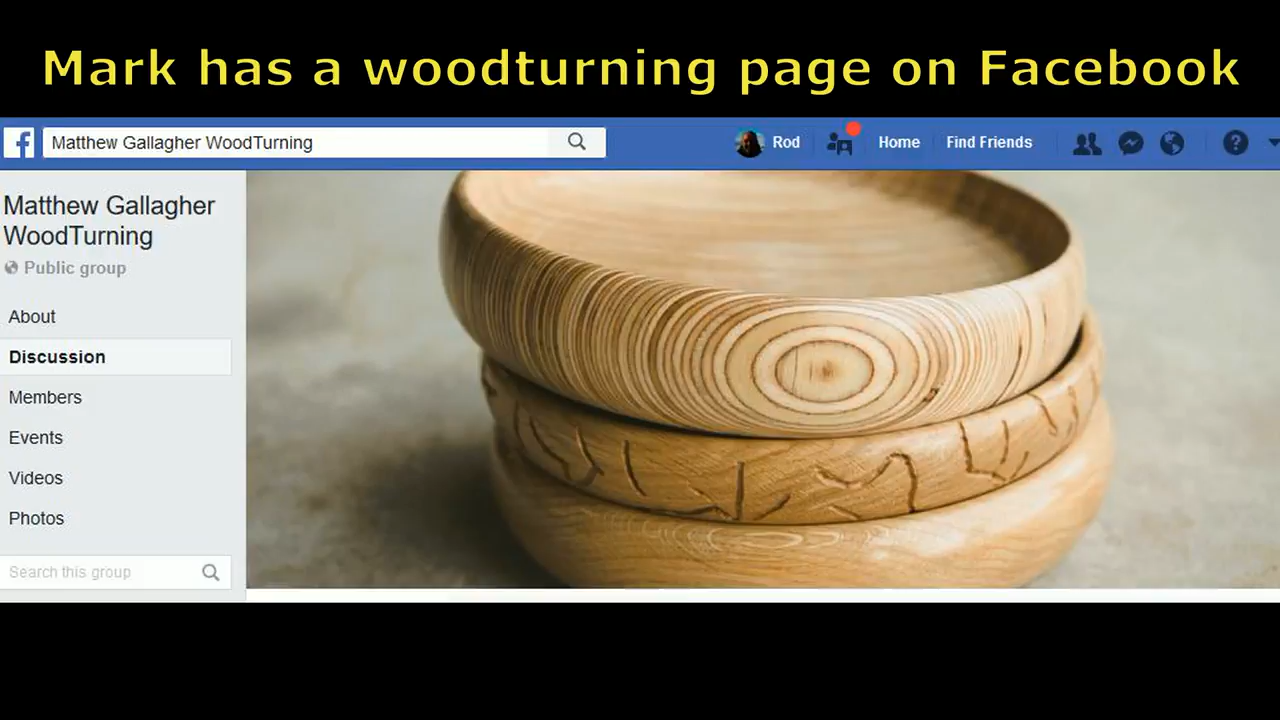 Mark has a woodturning page on Facebook
Matthew Gallagher WoodTurning
Rod
Home
Find Friends
Matthew Gallagher
WoodTurning
Public group
About
Discussion
Members
Events
Videos
Photos
Search this group